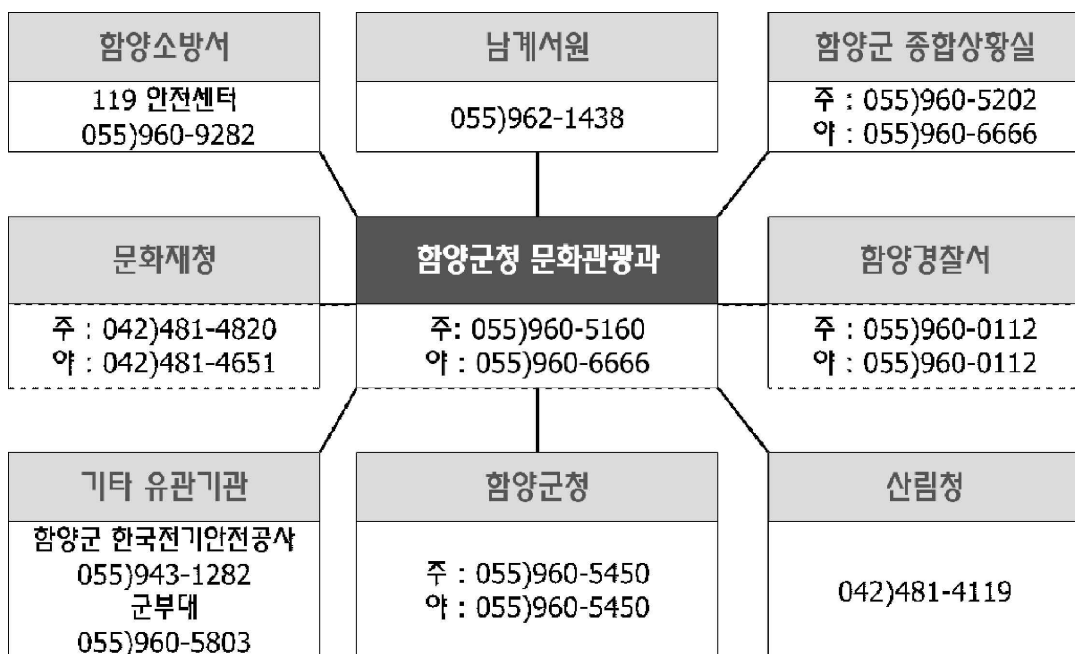 함양소방서
119 안전센터
055)960-9282
남계서원
055)962-1438
함양군 종합상황실
주 : 055)960-5202
야 : 055)960-6666
문화재청
주 : 042)481-4820
야 : 042)481-4651
함양군청 문화관광과
주: 055)960-5160
야 : 055)960-6666
함양경찰서
주 : 055)960-0112
야 : 055)960-0112
기타 유관기관
함양군 한국전기안전공사
055)943-1282
군부대
055)960-5803
함양군청
주 : 055)960-5450
야 : 055)960-5450
산림청
042)481-4119